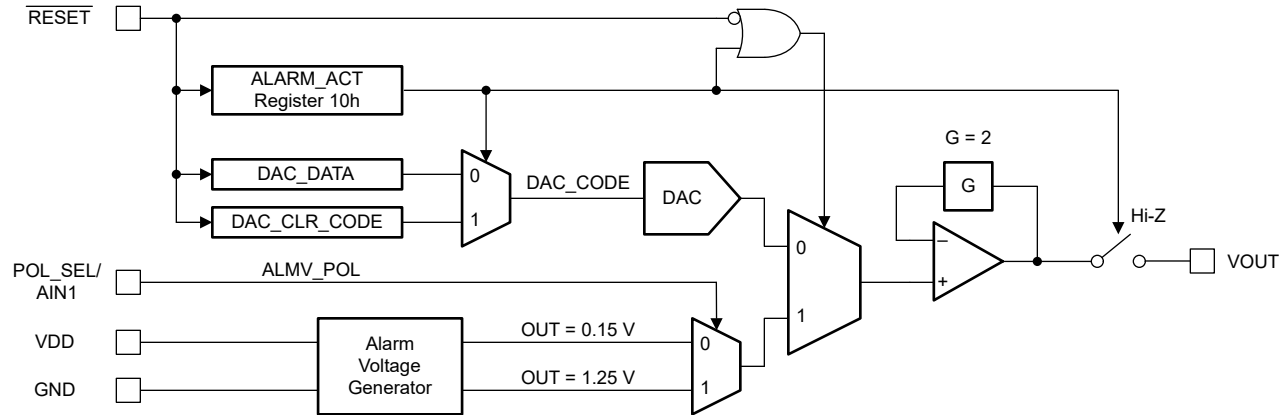 RESET
ALARM_ACT
Register 10h
DAC_DATA
0
DAC_CLR_CODE
1
DAC_CODE
DAC
0
1
G = 2
G
–
+
Hi-Z
VOUT
POL_SEL/
AIN1
ALMV_POL
VDD
GND
Alarm
Voltage
Generator
OUT = 0.15 V
OUT = 1.25 V
0
1